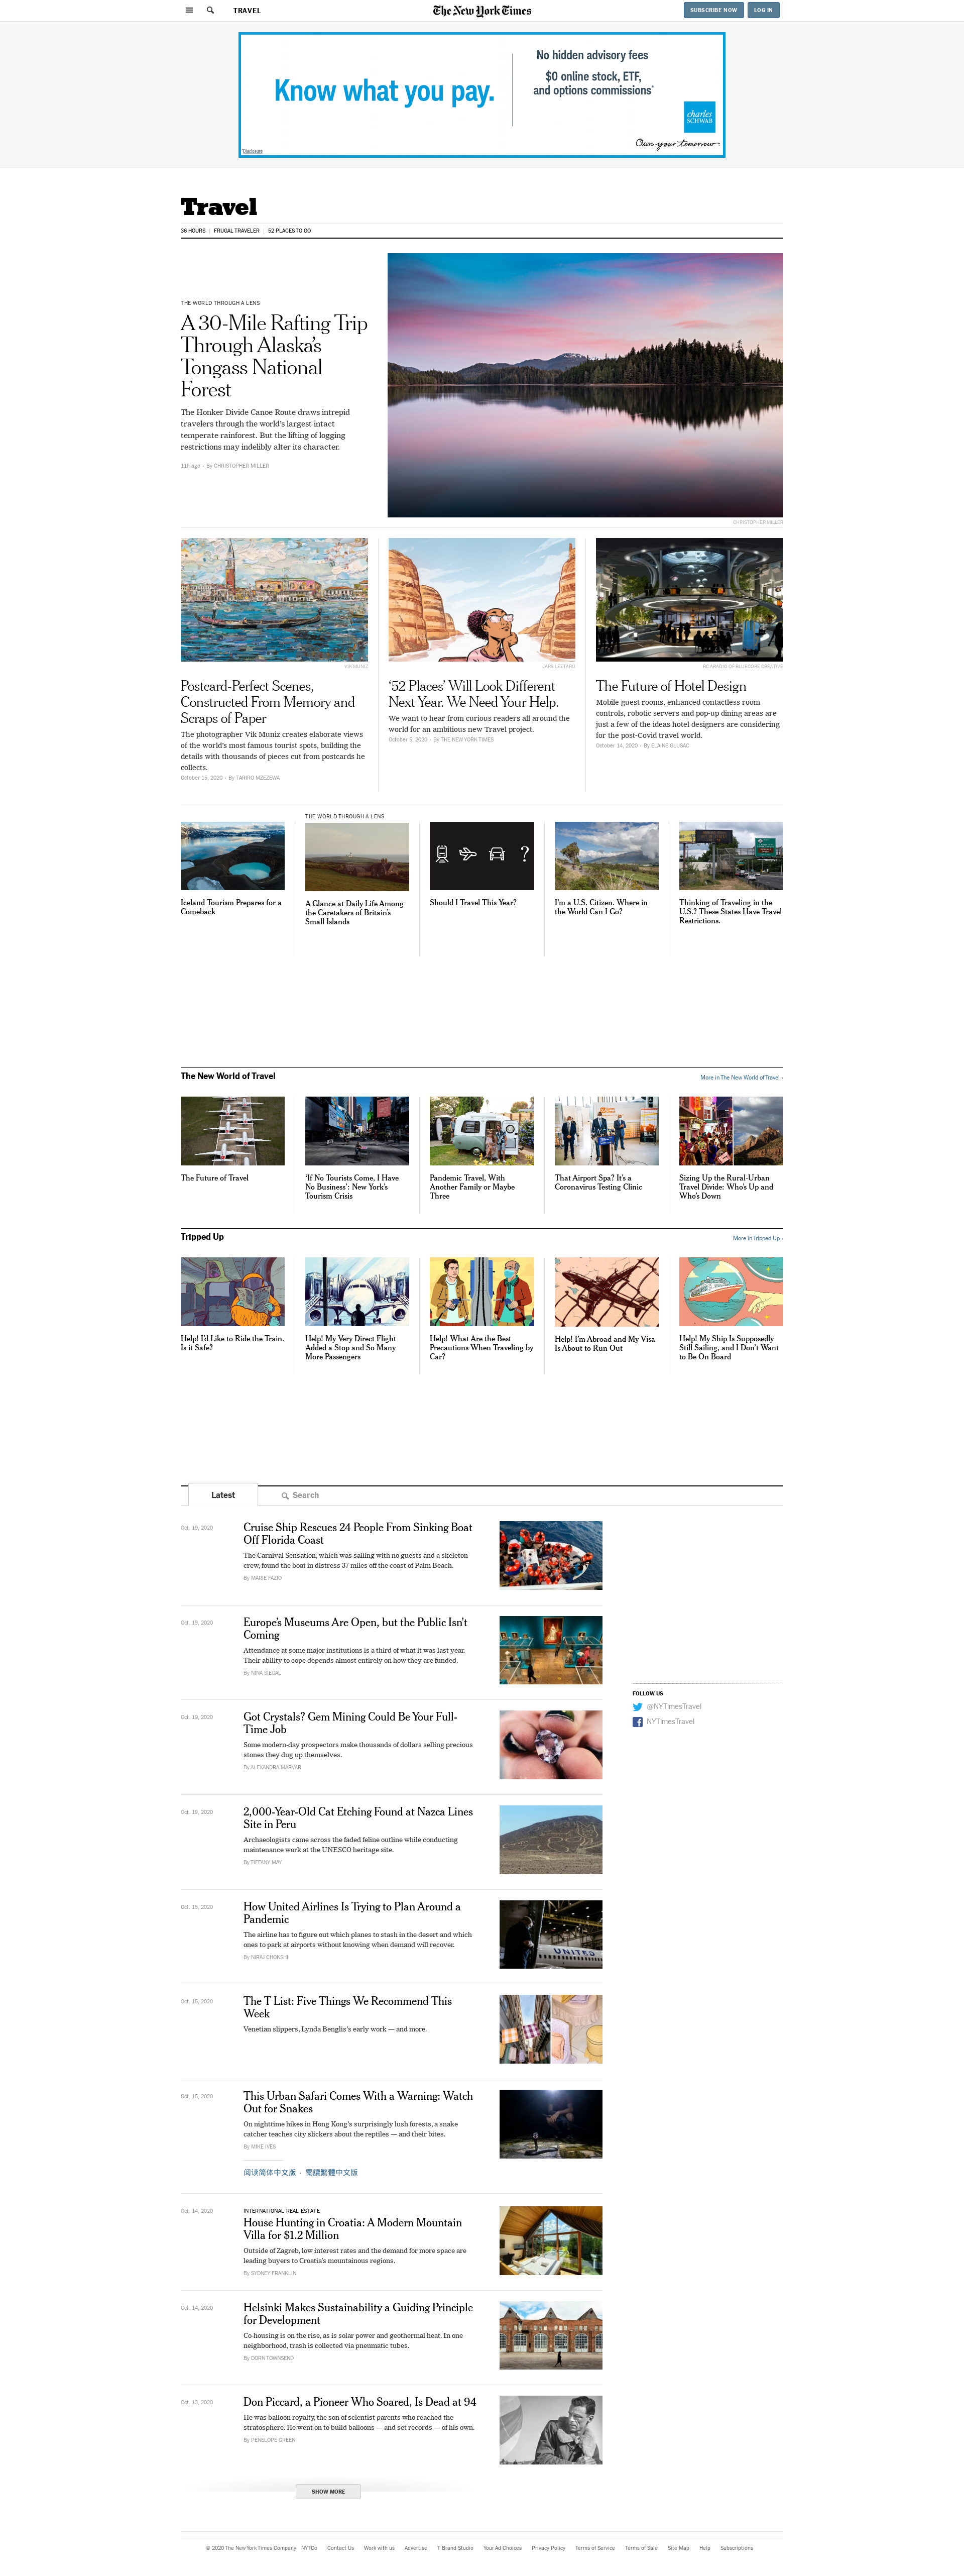 TRAVEL
The New York Times
SUBSCRIBE NOW
LOG IN
Know what you pay.
No hidden advisory fees
$0 online stock, ETF,
and options commissions*
charles
SCHWAB
Own your tomorrow
*Disclosure
Travel
36 HOURS
FRUGAL TRAVELER
52 PLACES TO GO
THE WORLD THROUGH A LENS
A 30-Mile Rafting Trip
Through Alaska's
Tongass National
Forest
The Honker Divide Canoe Route draws intrepid
travelers through the world's largest intact
temperate rainforest. But the lifting of logging
restrictions may indelibly alter its character.
11h ago - By CHRISTOPHER MILLER
CHRISTOPHER MILLER
VIK MUNIZ
Postcard-Perfect Scenes,
Constructed From Memory and
Scraps of Paper
The photographer Vik Muniz creates elaborate views
of the world's most famous tourist spots, building the
details with thousands of pieces cut from postcards he
collects.
October 15, 2020 - By TARIRO MZEZEWA
LARS LEETARU
'52 Places' Will Look Different
Next Year. We Need Your Help.
We want to hear from curious readers all around the
world for an ambitious new Travel project.
October 5, 2020 - By THE NEW YORK TIMES
The Future of Hotel Design
Mobile guest rooms, enhanced contactless room
controls, robotic servers and pop-up dining areas are
just a few of the ideas hotel designers are considering
for the post-Covid travel world.
October 14, 2020 - By ELAINE GLUSAC
Iceland Tourism Prepares for a
Comeback
THE WORLD THROUGH A LENS
A Glance at Daily Life Among
the Caretakers of Britain's
Small Islands
Should I Travel This Year?
I'm a U.S. Citizen. Where in
the World Can I Go?
Thinking of Traveling in the
U.S.? These States Have Travel
Restrictions.
The New World of Travel
More in The New World of Travel ›
The Future of Travel
'If No Tourists Come, I Have
No Business': New York's
Tourism Crisis
Pandemic Travel, With
Another Family or Maybe
Three
That Airport Spa? It's a
Coronavirus Testing Clinic
Sizing Up the Rural-Urban
Travel Divide: Who's Up and
Who's Down
Tripped Up
More in Tripped Up ›
Help! I'd Like to Ride the Train.
Is it Safe?
Help! My Very Direct Flight
Added a Stop and So Many
More Passengers
Help! What Are the Best
Precautions When Traveling by
Car?
Help! I'm Abroad and My Visa
Is About to Run Out
Help! My Ship Is Supposedly
Still Sailing, and I Don't Want
to Be On Board
Latest
Search
Oct. 19, 2020
Cruise Ship Rescues 24 People From Sinking Boat
Off Florida Coast
The Carnival Sensation, which was sailing with no guests and a skeleton
crew, found the boat in distress 37 miles off the coast of Palm Beach.
By MARIE FAZIO
Oct. 19, 2020
Europe's Museums Are Open, but the Public Isn't
Coming
Attendance at some major institutions is a third of what it was last year.
Their ability to cope depends almost entirely on how they are funded.
By NINA SIEGAL
FOLLOW US
@NYTimesTravel
NYTimesTravel
Oct. 19, 2020
Got Crystals? Gem Mining Could Be Your Full-
Time Job
Some modern-day prospectors make thousands of dollars selling precious
stones they dug up themselves.
By ALEXANDRA MARVAR
Oct. 19, 2020
2,000-Year-Old Cat Etching Found at Nazca Lines
Site in Peru
Archaeologists came across the faded feline outline while conducting
maintenance work at the UNESCO heritage site.
By TIFFANY MAY
Oct. 15, 2020
How United Airlines Is Trying to Plan Around a
Pandemic
The airline has to figure out which planes to stash in the desert and which
ones to park at airports without knowing when demand will recover.
By NIRAJ CHOKSHI
UNITED
Oct. 15, 2020
The T List: Five Things We Recommend This
Week
Venetian slippers, Lynda Benglis's early work — and more.
Oct. 15, 2020
This Urban Safari Comes With a Warning: Watch
Out for Snakes
On nighttime hikes in Hong Kong's surprisingly lush forests, a snake
catcher teaches city slickers about the reptiles — and their bites.
By MIKE IVES
阅读简体中文版 - 閱讀繁體中文版
Oct. 14, 2020
INTERNATIONAL REAL ESTATE
House Hunting in Croatia: A Modern Mountain
Villa for $1.2 Million
Outside of Zagreb, low interest rates and the demand for more space are
leading buyers to Croatia's mountainous regions.
By SYDNEY FRANKLIN
Oct. 14, 2020
Helsinki Makes Sustainability a Guiding Principle
for Development
Co-housing is on the rise, as is solar power and geothermal heat. In one
neighborhood, trash is collected via pneumatic tubes.
By DORN TOWNSEND
Oct. 13, 2020
Don Piccard, a Pioneer Who Soared, Is Dead at 94
He was balloon royalty, the son of scientist parents who reached the
stratosphere. He went on to build balloons — and set records — of his own.
By PENELOPE GREEN
SHOW MORE
© 2020 The New York Times Company
NYTCo
Contact Us
Work with us
Advertise
T Brand Studio
Your Ad Choices
Privacy Policy
Terms of Service
Terms of Sale
Site Map
Help
Subscriptions